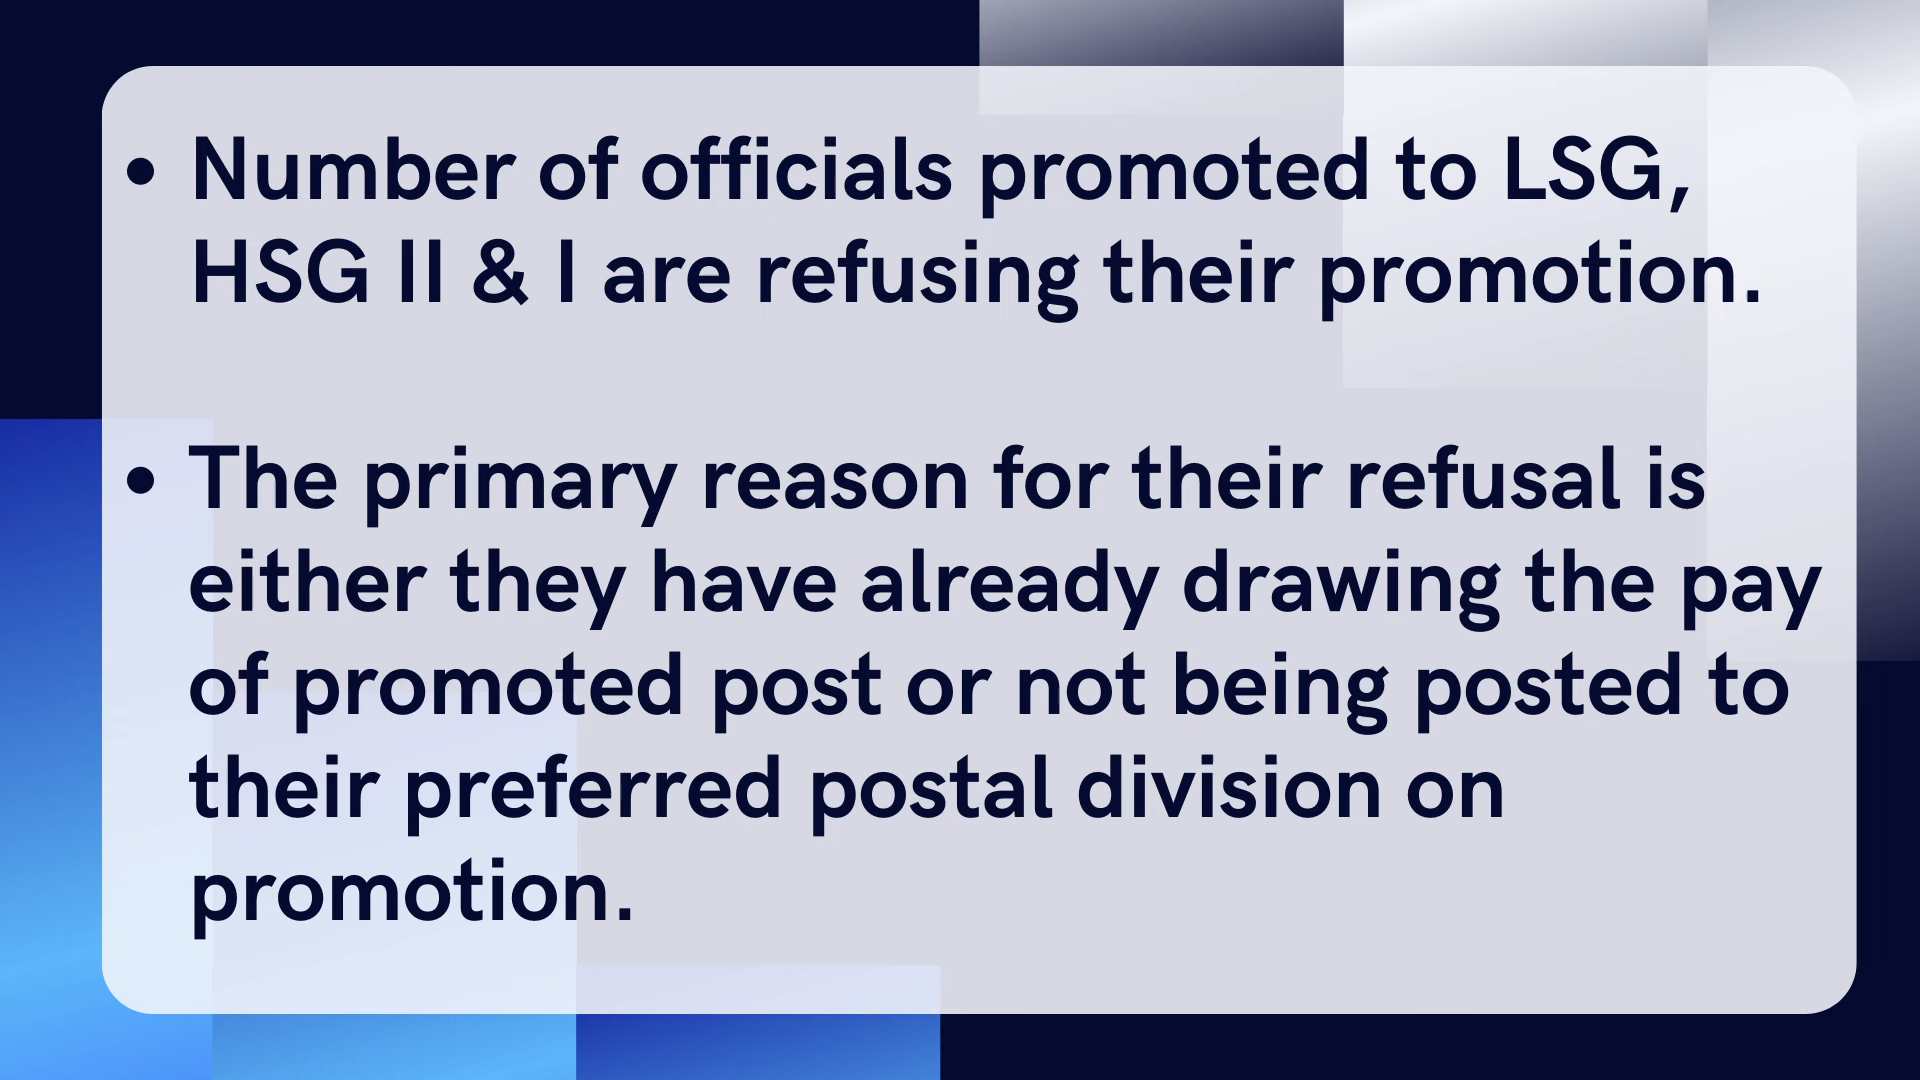 • Number of officials promoted to LSG,
HSG II & I are refusing their promotion.
• The primary reason for their refusal is
either they have already drawing the pay
of promoted post or not being posted to
their preferred postal division on
promotion.